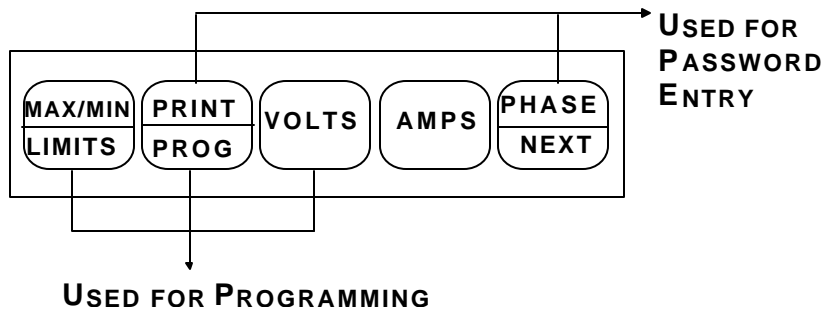 USED FOR
PASSWORD
ENTRY
MAX/MIN
LIMITS
PRINT
PROG
VOLTS
AMPS
PHASE
NEXT
USED FOR PROGRAMMING